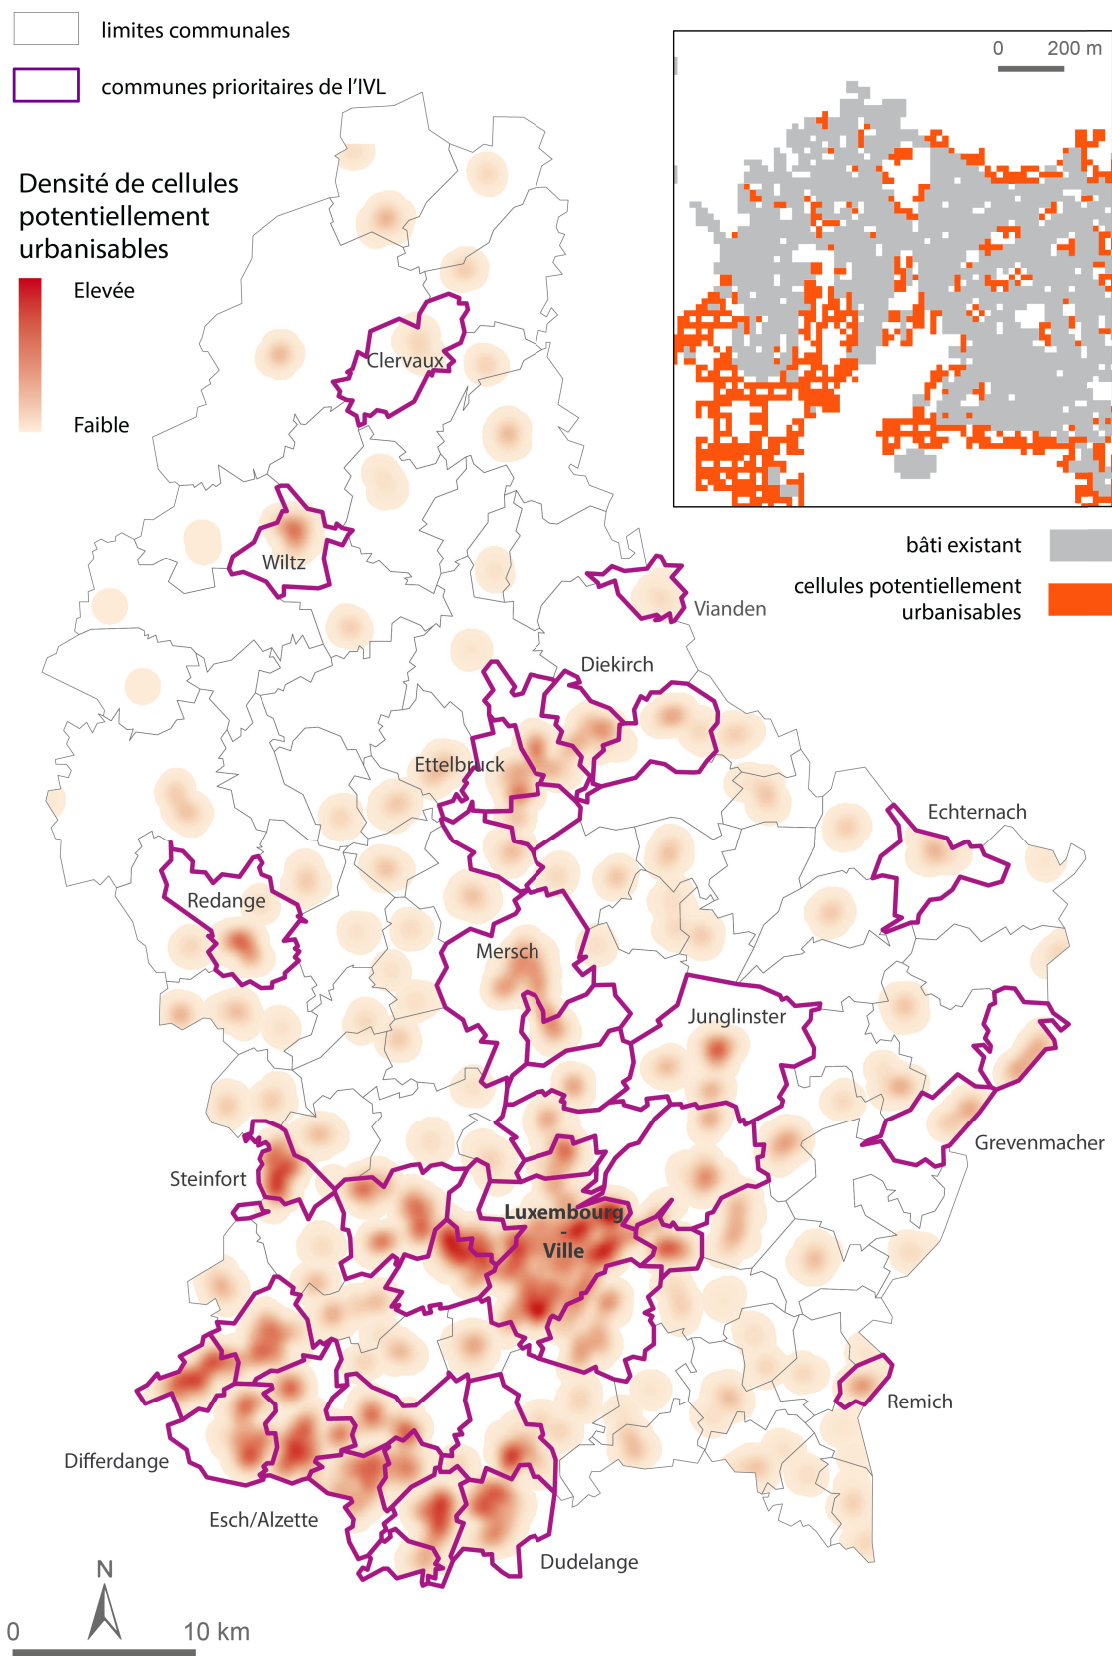 limites communales
communes prioritaires de l'IVL
0 200 m
Densité de cellules
potentiellement
urbanisables
Elevée
Faible
bâti existant
cellules potentiellement
urbanisables
Clervaux
Wiltz
Vianden
Diekirch
Ettelbruck
Echternach
Redange
Mersch
Junglinster
Grevenmacher
Steinfort
Luxembourg
-
Ville
Remich
Differdange
Esch/Alzette
Dudelange
N
0 10 km